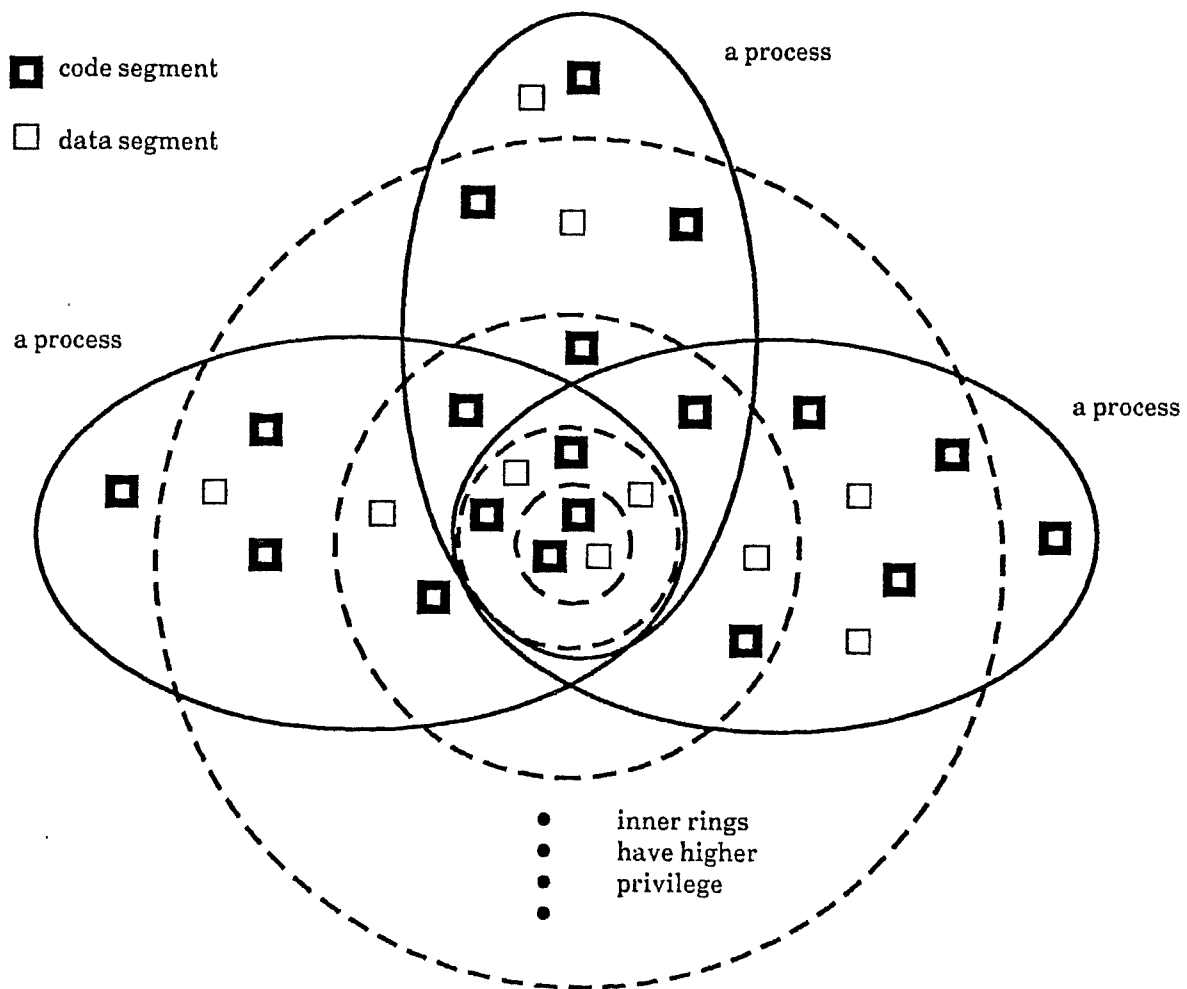 code segment
data segment
a process
a process
a process
inner rings
have higher
privilege